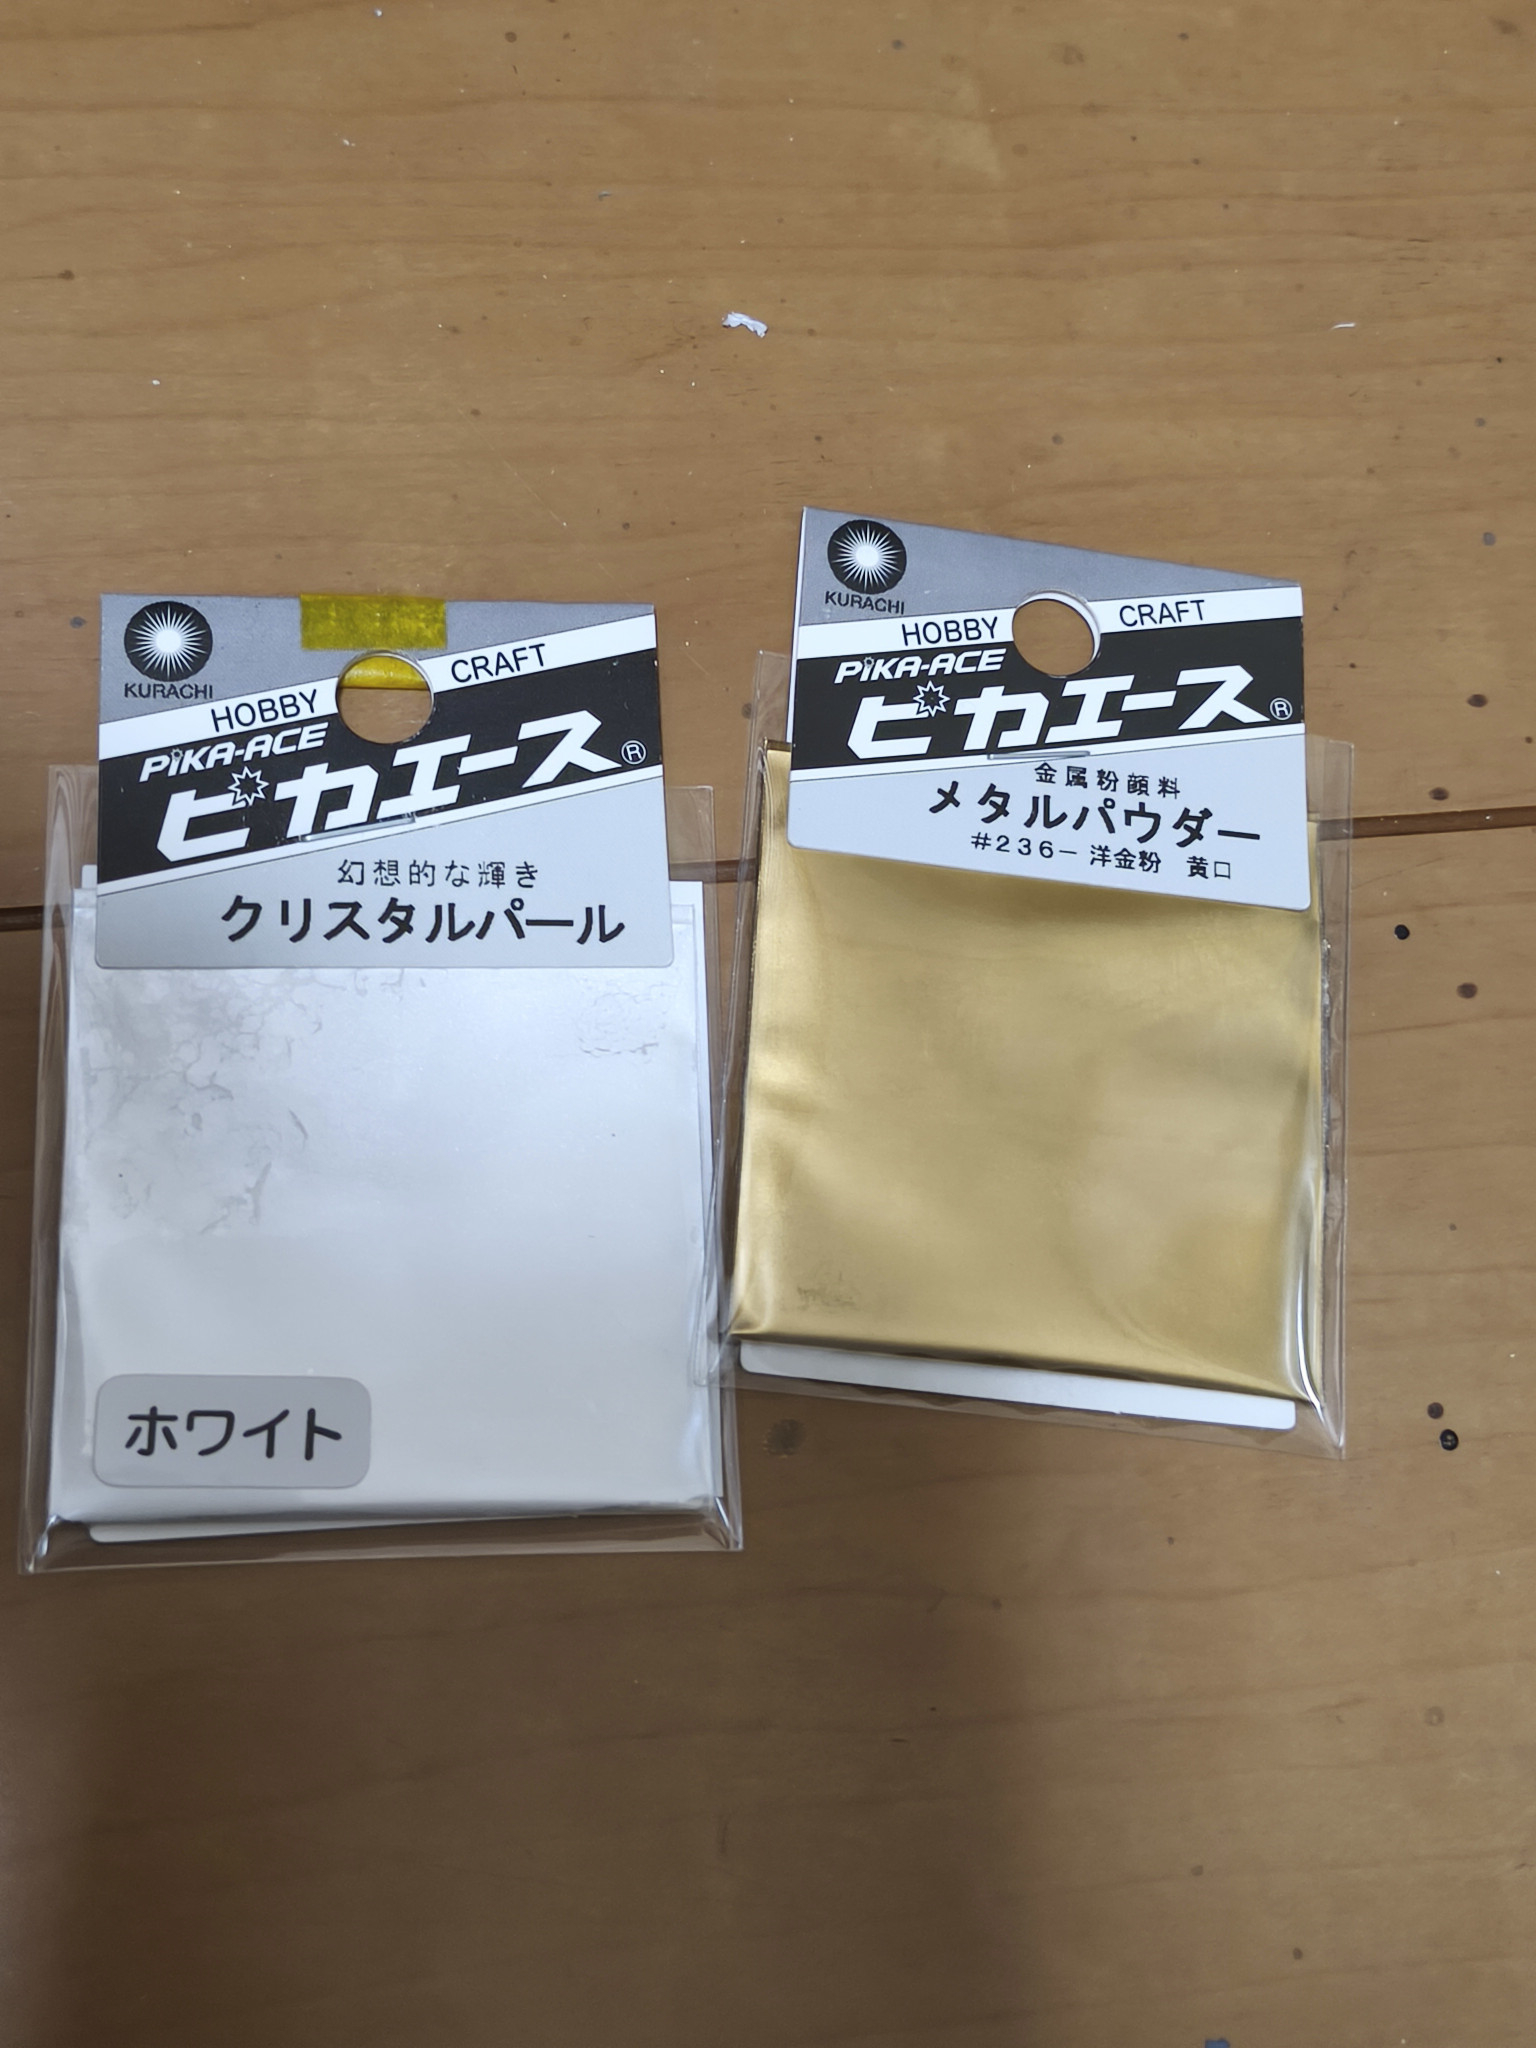 KURACHI
HOBBY CRAFT
PiKA-ACE
ピカエース®
幻想的な輝き
クリスタルパール
ホワイト
KURACHI
HOBBY CRAFT
PiKA-ACE
ピカエース®
金属粉顔料
メタルパウダー
#236-洋金粉 黄口